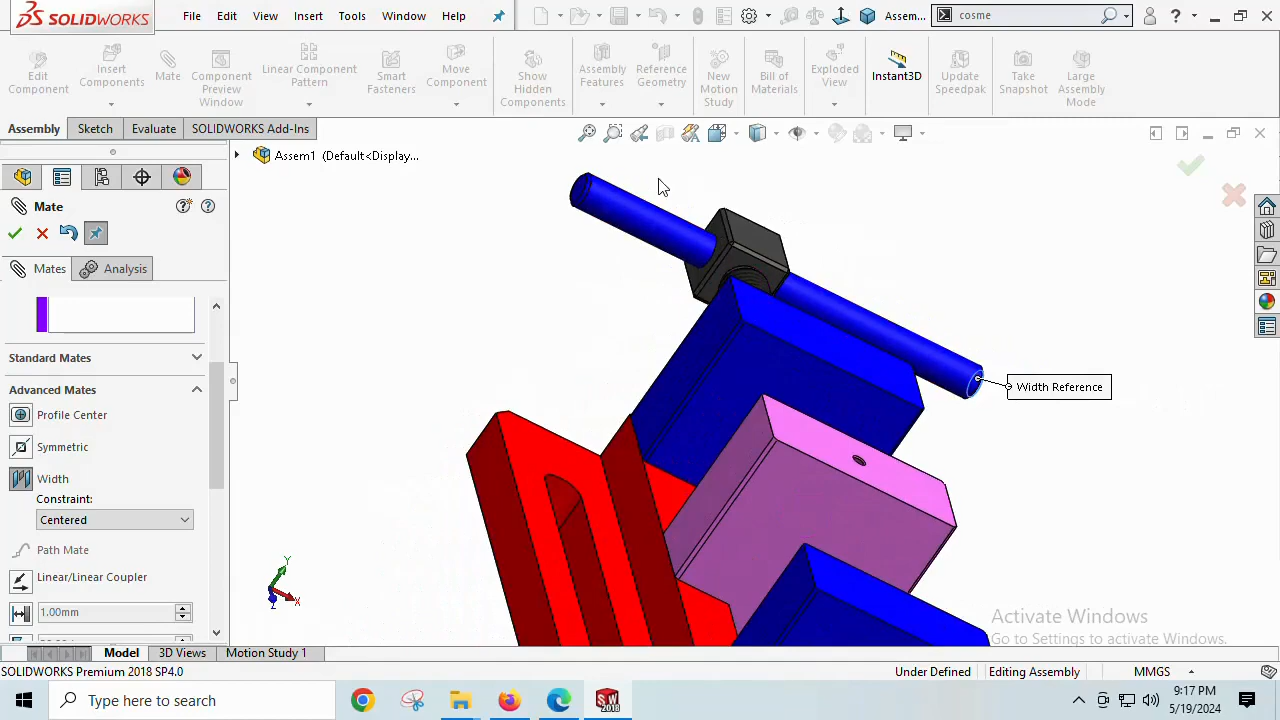 SOLIDWORKS File Edit View Insert Tools Window Help Assem... cosme
Edit Component
Insert Components
Mate
Component Preview Window
Linear Component Pattern
Smart Fasteners
Move Component
Show Hidden Components
Assembly Features
Reference Geometry
New Motion Study
Bill of Materials
Exploded View
Instant3D
Update Speedpak
Take Snapshot
Large Assembly Mode
Assembly Sketch Evaluate SOLIDWORKS Add-Ins
Assem1 (Default<Display...
Mate
Mates Analysis
Standard Mates
Advanced Mates
Profile Center
Symmetric
Width
Constraint:
Centered
Path Mate
Linear/Linear Coupler
1.00mm
Width Reference
Y
X
Z
Activate Windows
Go to Settings to activate Windows.
Model 3D Views Motion Study 1
SOLIDWORKS Premium 2018 SP4.0 Under Defined Editing Assembly MMGS
Type here to search
SW
2018
9:17 PM
5/19/2024